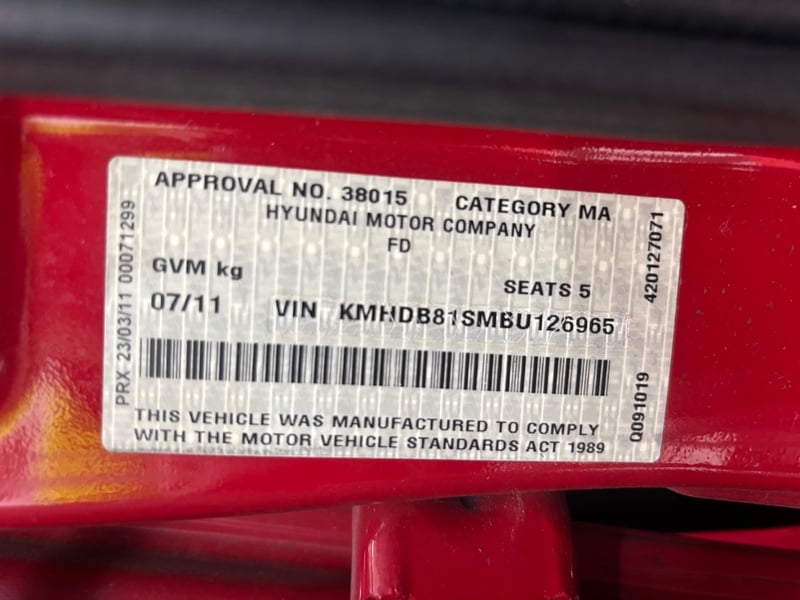 APPROVAL NO. 38015 CATEGORY MA
HYUNDAI MOTOR COMPANY
FD
GVM kg SEATS 5
07/11 VIN KMHDB81SMBU126965
THIS VEHICLE WAS MANUFACTURED TO COMPLY
WITH THE MOTOR VEHICLE STANDARDS ACT 1989
PRX 23/03/11 00071299
420127071
Q091019